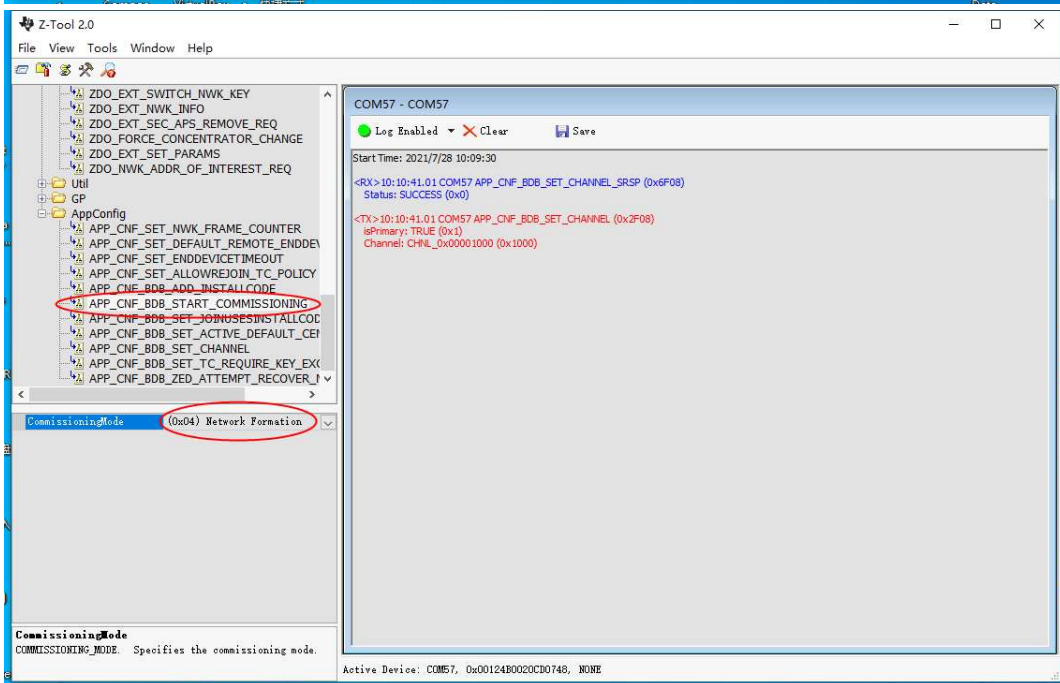 Z-Tool 2.0
File View Tools Window Help
ZDO_EXT_SWITCH_NWK_KEY
ZDO_EXT_NWK_INFO
ZDO_EXT_SEC_APS_REMOVE_REQ
ZDO_FORCE_CONCENTRATOR_CHANGE
ZDO_EXT_SET_PARAMS
ZDO_NWK_ADDR_OF_INTEREST_REQ
Util
GP
AppConfig
APP_CNF_SET_NWK_FRAME_COUNTER
APP_CNF_SET_DEFAULT_REMOTE_ENDDEV
APP_CNF_SET_ENDDEVICETIMEOUT
APP_CNF_SET_ALLOWREJOIN_TC_POLICY
APP_CNF_BDB_ADD_INSTALLCODE
APP_CNF_BDB_START_COMMISSIONING
APP_CNF_BDB_SET_JOINUSESINSTALLCOD
APP_CNF_BDB_SET_ACTIVE_DEFAULT_CEN
APP_CNF_BDB_SET_CHANNEL
APP_CNF_BDB_SET_TC_REQUIRE_KEY_EXC
APP_CNF_BDB_ZED_ATTEMPT_RECOVER_N
CommissioningMode (0x04) Network Formation
CommissioningMode
COMMISSIONING_MODE. Specifies the commissioning mode.
COM57 - COM57
Log Enabled Clear Save
Start Time: 2021/7/28 10:09:30
<RX>10:10:41.01 COM57 APP_CNF_BDB_SET_CHANNEL_SRSP (0x6F08)
Status: SUCCESS (0x0)
<TX>10:10:41.01 COM57 APP_CNF_BDB_SET_CHANNEL (0x2F08)
isPrimary: TRUE (0x1)
Channel: CHNL_0x00001000 (0x1000)
Active Device: COM57, 0x00124B0020CD0748, NONE